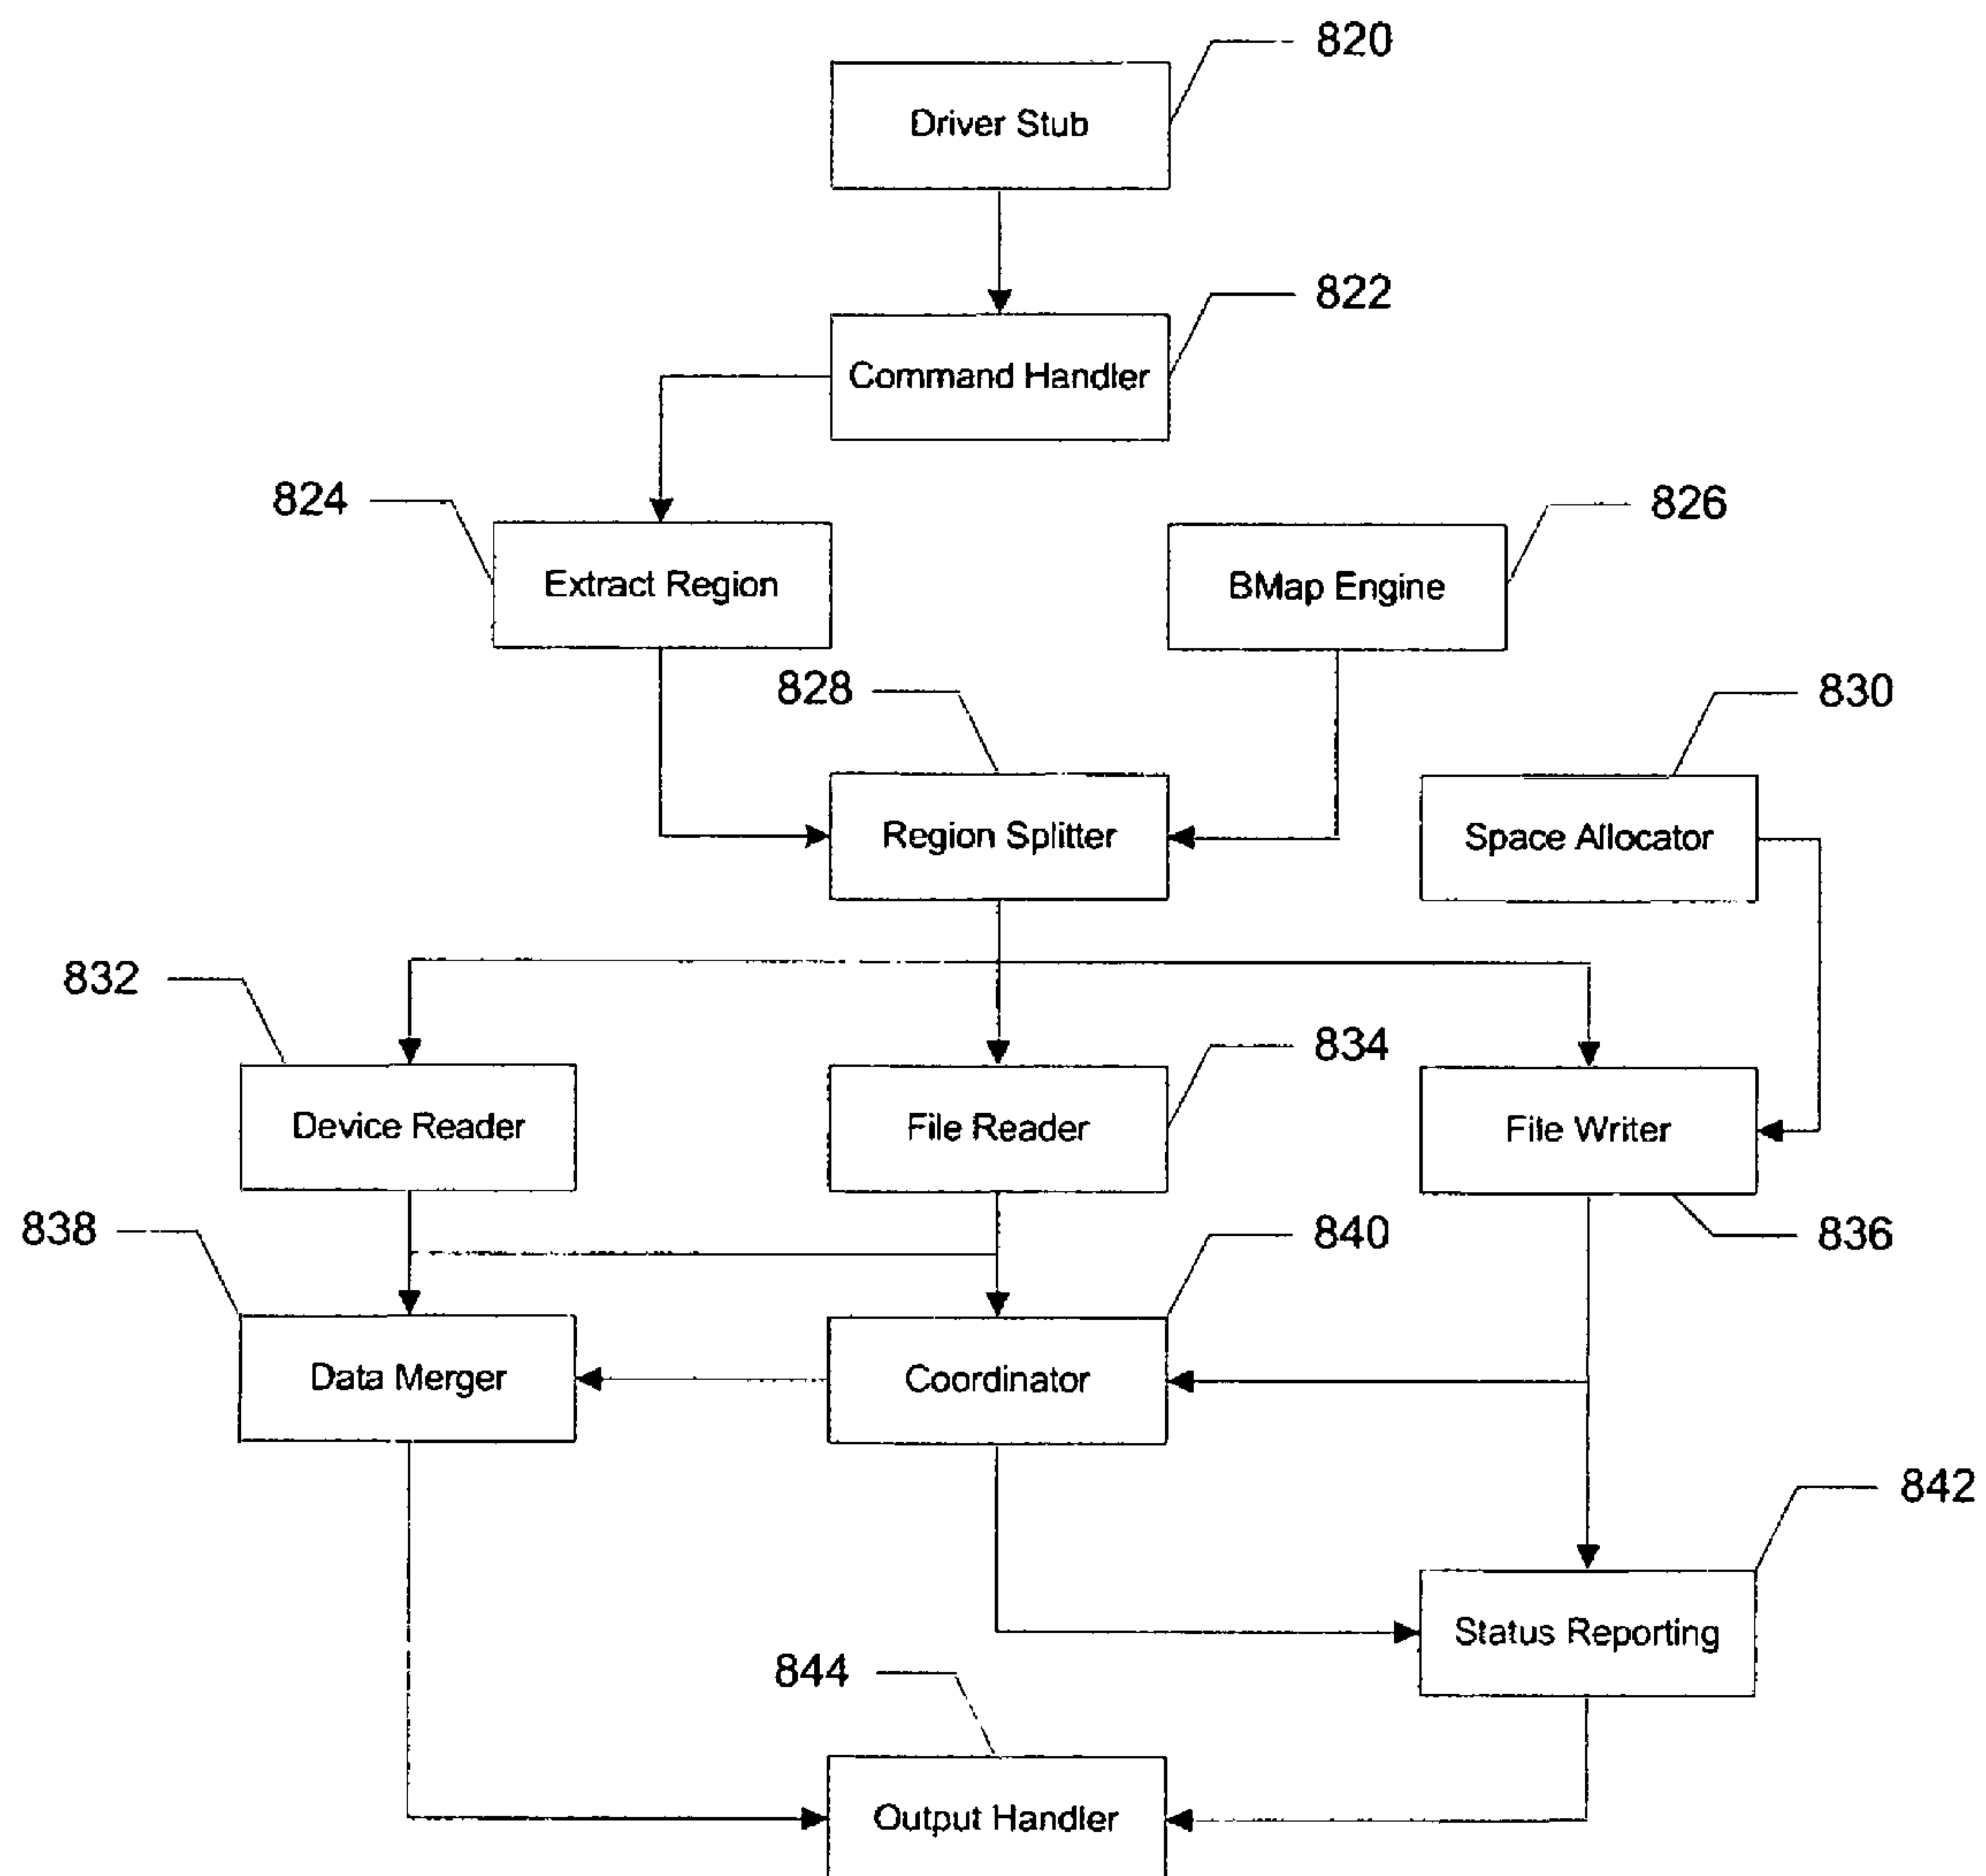 820
Driver Stub
822
Command Handler
824
826
Extract Region
BMap Engine
828
830
Region Splitter
Space Allocator
832
834
Device Reader
File Reader
File Writer
838
840
836
Data Merger
Coordinator
842
Status Reporting
844
Output Handler